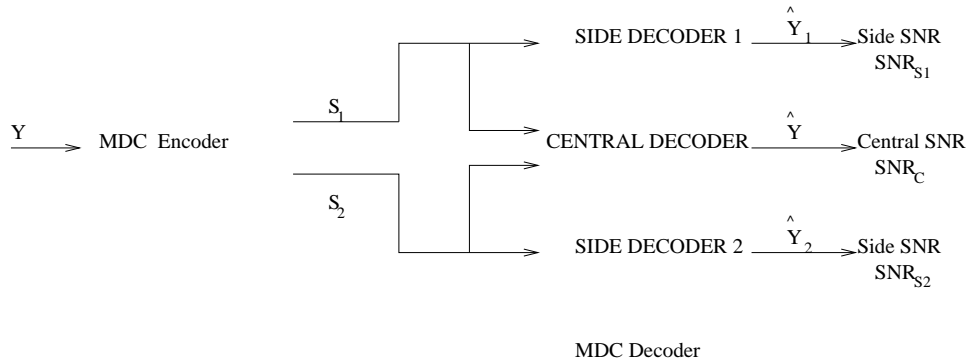 SIDE DECODER 1
Ŷ1
Side SNR
SNRS1
S1
Y
MDC Encoder
CENTRAL DECODER
Ŷ
Central SNR
SNRC
S2
SIDE DECODER 2
Ŷ2
Side SNR
SNRS2
MDC Decoder